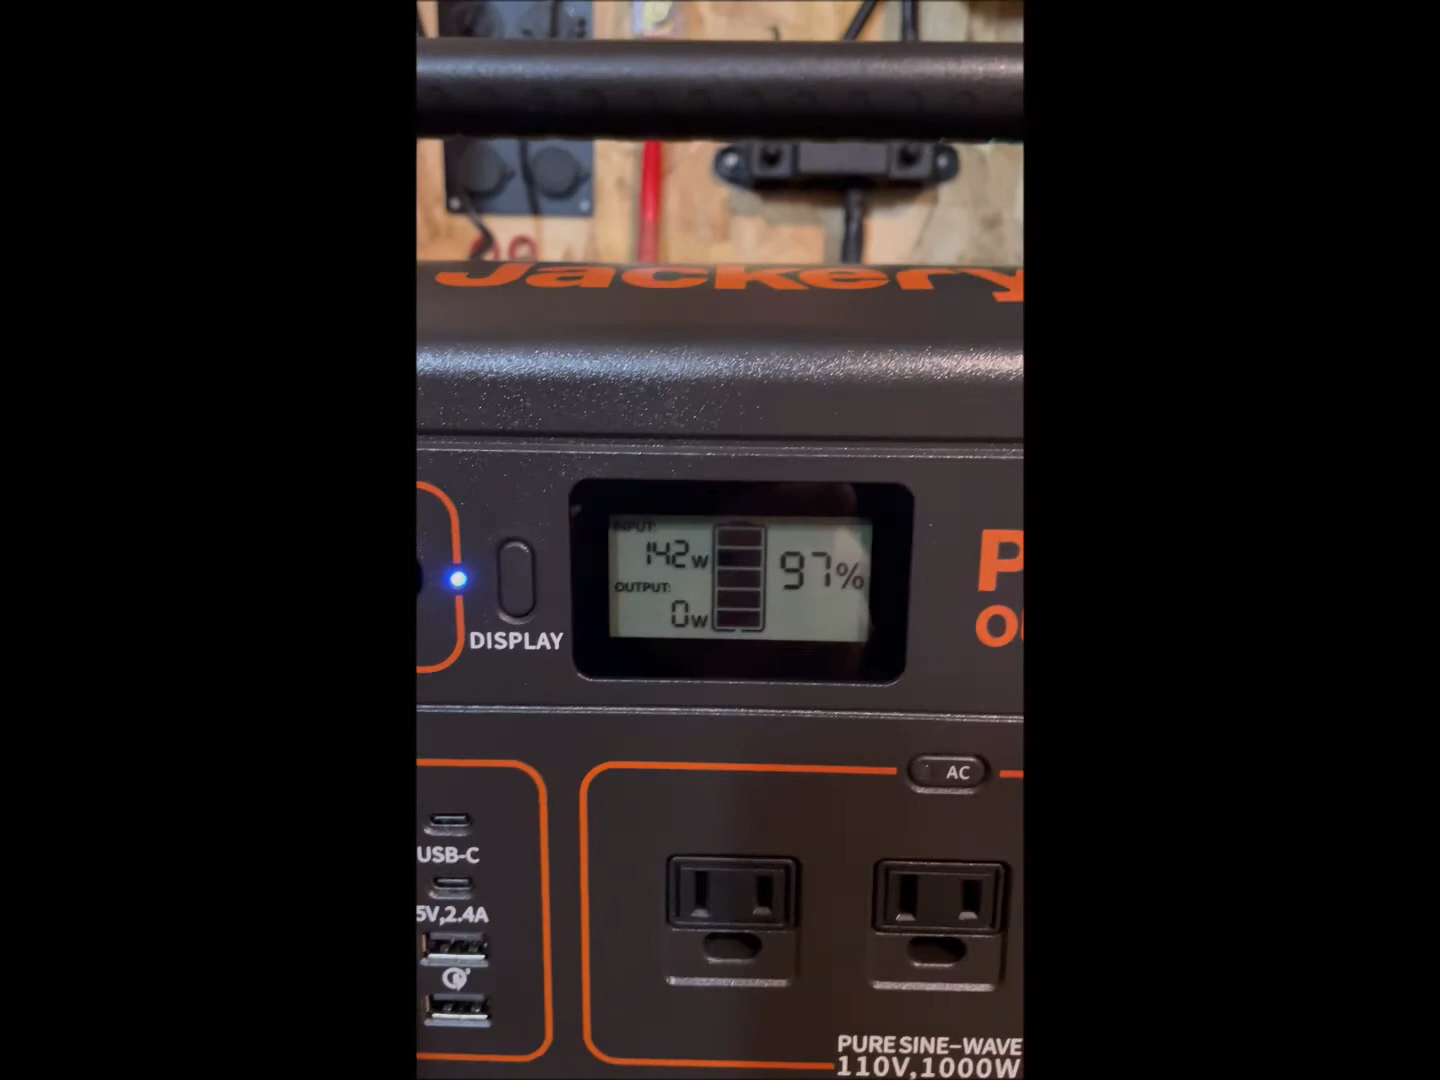 Jackery
INPUT:
142W
97%
OUTPUT:
0W
DISPLAY
AC
USB-C
5V,2.4A
PURE SINE-WAVE
110V,1000W